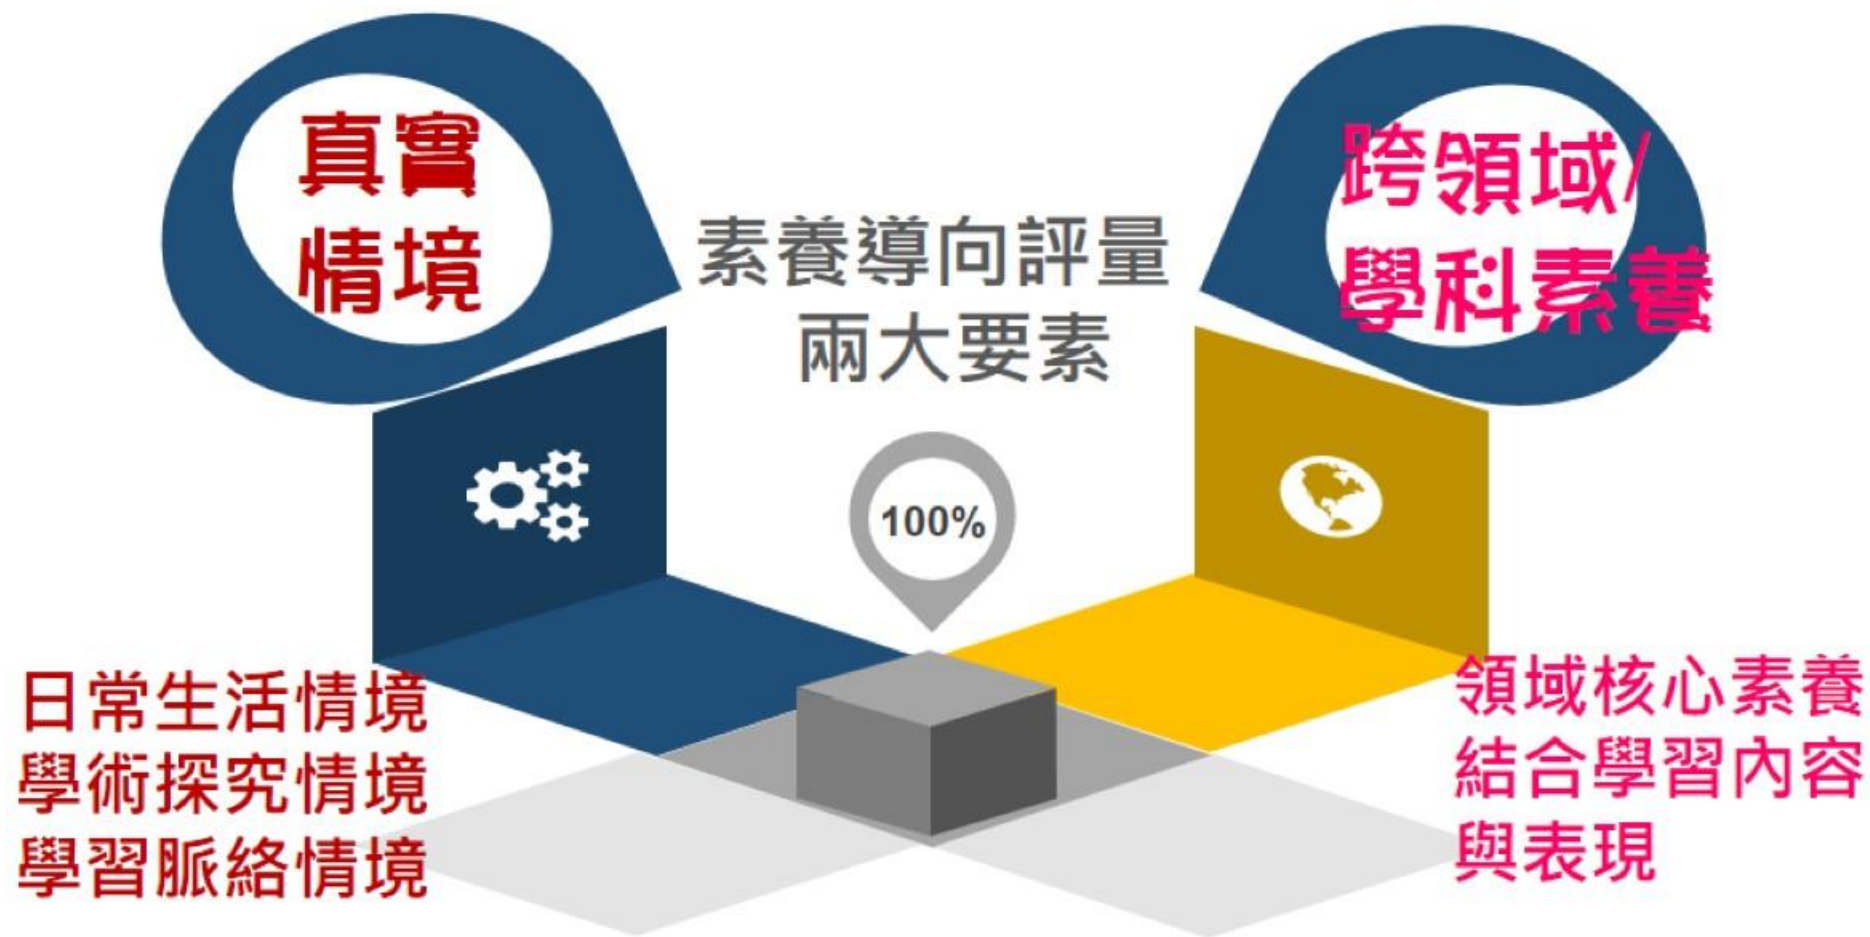 素養導向評量
兩大要素
真實
情境
日常生活情境
學術探究情境
學習脈絡情境
100%
跨領域/
學科素養
領域核心素養
結合學習內容
與表現